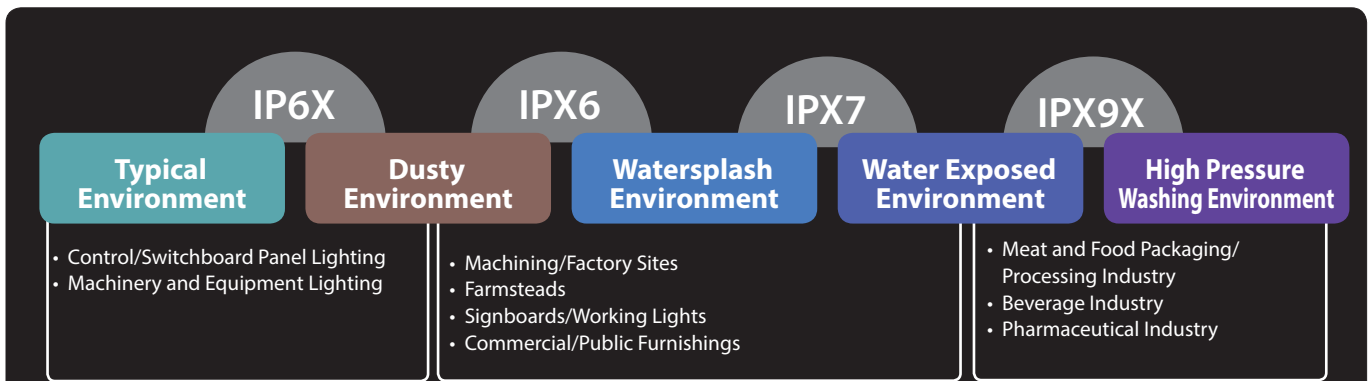 IP6X
IPX6
IPX7
IPX9X
Typical
Environment
Dusty
Environment
Watersplash
Environment
Water Exposed
Environment
High Pressure
Washing Environment
• Control/Switchboard Panel Lighting
• Machinery and Equipment Lighting
• Machining/Factory Sites
• Farmsteads
• Signboards/Working Lights
• Commercial/Public Furnishings
• Meat and Food Packaging/
Processing Industry
• Beverage Industry
• Pharmaceutical Industry